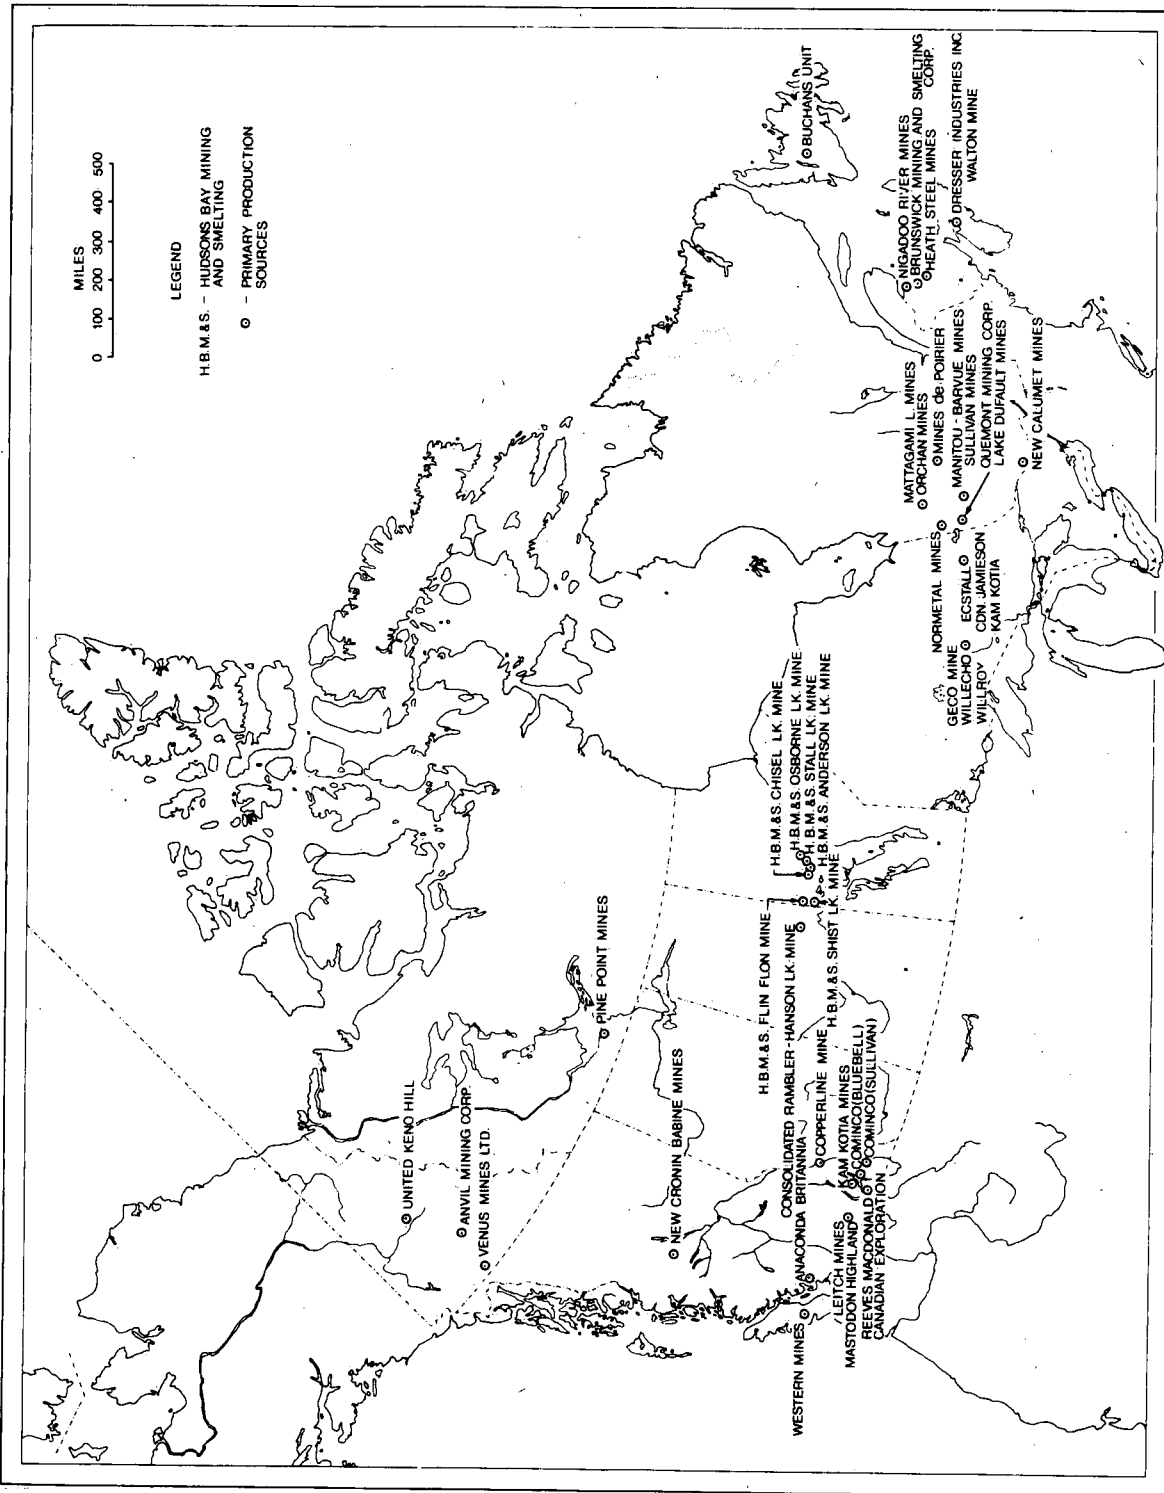 MILES
0 100 200 300 400 500
LEGEND
H.B.M.&S. - HUDSONS BAY MINING
AND SMELTING
⊙ - PRIMARY PRODUCTION
SOURCES
UNITED KENO HILL
ANVIL MINING CORP.
VENUS MINES LTD.
PINE POINT MINES
NEW CRONIN BABINE MINES
H.B.M.&S. FLIN FLON MINE
CONSOLIDATED RAMBLER-HANSON LK. MINE
ANACONDA BRITANNIA
WESTERN MINES
COPPERLINE MINE
H.B.M.&S. SHIST LK. MINE
LEITCH MINES
KAM KOTIA MINES
MASTODON HIGHLAND
COMINCO (BLUEBELL)
REEVES MACDONALD
COMINCO (SULLIVAN)
CANADIAN EXPLORATION
H.B.M.&S. CHISEL LK. MINE
H.B.M.&S. OSBORNE LK. MINE
H.B.M.&S. STALL LK. MINE
H.B.M.&S. ANDERSON LK. MINE
GECO MINE
WILLECHO
WILLROY
NORMETAL MINES
ECSTALL
CDN. JAMIESON
KAM KOTIA
MATTAGAMI L. MINES
ORCHAN MINES
MINES de POIRIER
MANITOU-BARVUE MINES
SULLIVAN MINES
QUEMONT MINING CORP.
LAKE DUFAULT MINES
NEW CALUMET MINES
NIGADOO RIVER MINES
BRUNSWICK MINING AND SMELTING
CORP.
HEATH STEEL MINES
DRESSER INDUSTRIES INC
WALTON MINE
BUCHANS UNIT